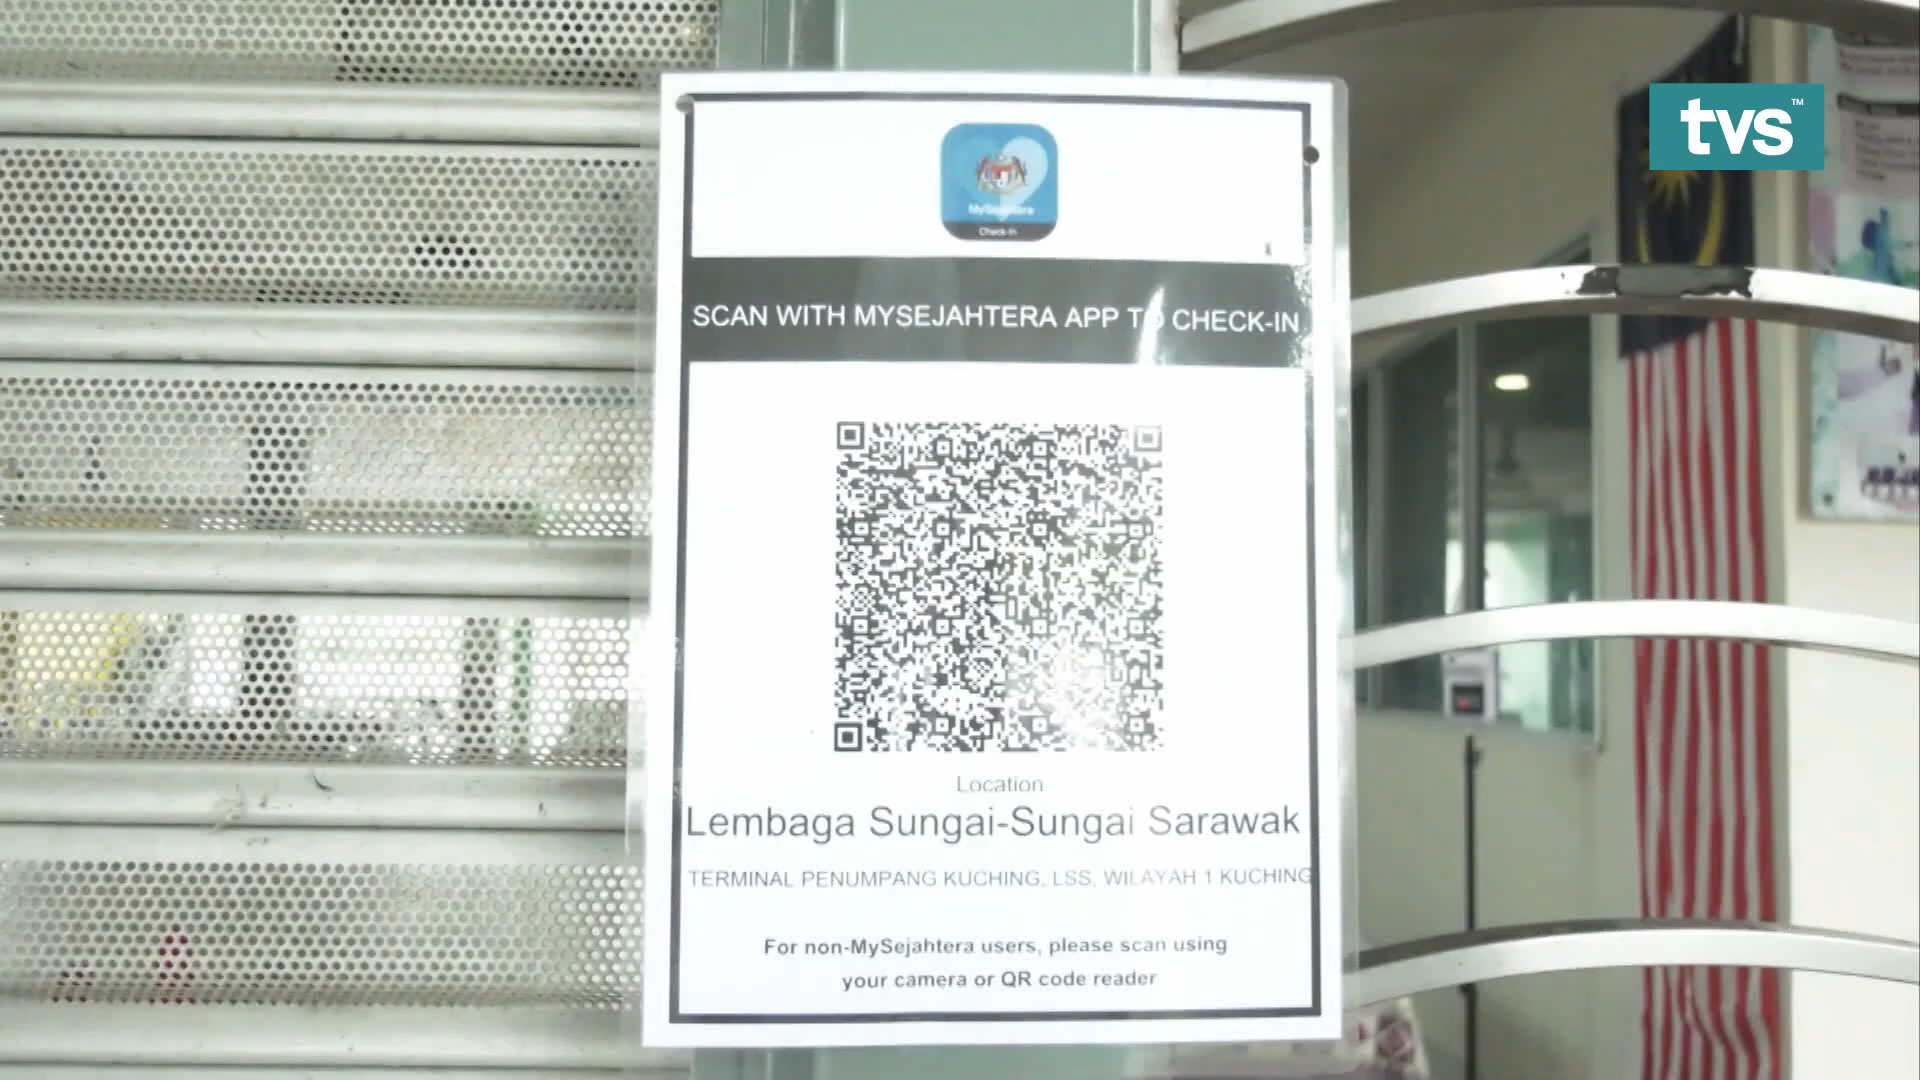 tvs™
MySejahtera
Check-In
SCAN WITH MYSEJAHTERA APP TO CHECK-IN
Location
Lembaga Sungai-Sungai Sarawak
TERMINAL PENUMPANG KUCHING, LSS, WILAYAH 1 KUCHING
For non-MySejahtera users, please scan using
your camera or QR code reader